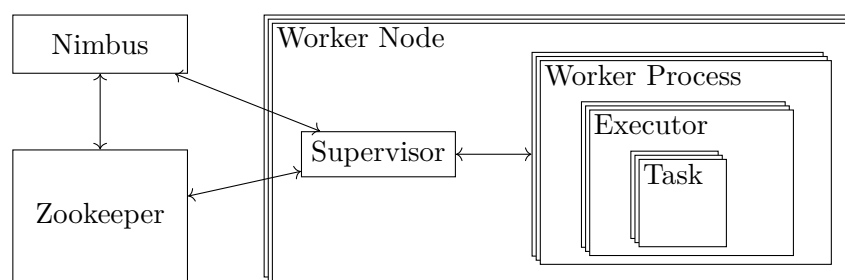 Nimbus
Worker Node
Worker Process
Executor
Supervisor
Task
Zookeeper